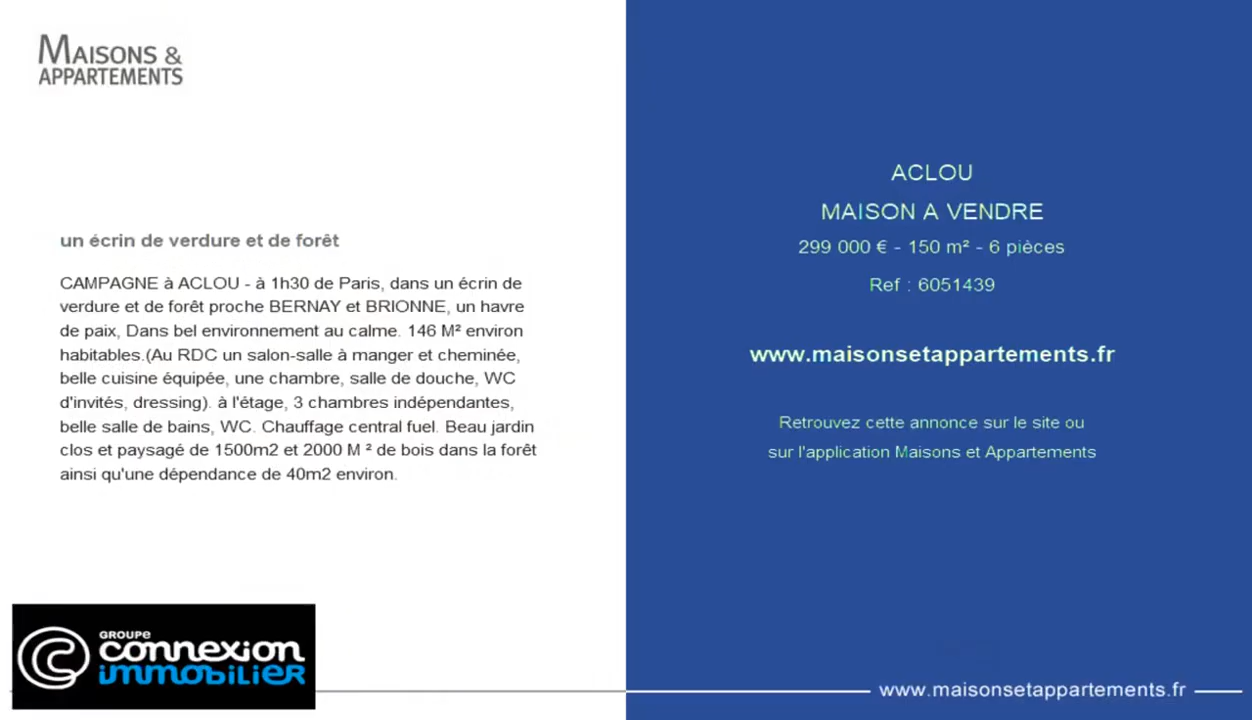 MAISONS &
APPARTEMENTS
un écrin de verdure et de forêt
CAMPAGNE à ACLOU - à 1h30 de Paris, dans un écrin de
verdure et de forêt proche BERNAY et BRIONNE, un havre
de paix, Dans bel environnement au calme. 146 M² environ
habitables.(Au RDC un salon-salle à manger et cheminée,
belle cuisine équipée, une chambre, salle de douche, WC
d'invités, dressing). à l'étage, 3 chambres indépendantes,
belle salle de bains, WC. Chauffage central fuel. Beau jardin
clos et paysagé de 1500m2 et 2000 M ² de bois dans la forêt
ainsi qu'une dépendance de 40m2 environ.
GROUPe
connexion
immobilier
ACLOU
MAISON A VENDRE
299 000 € - 150 m² - 6 pièces
Ref : 6051439
www.maisonsetappartements.fr
Retrouvez cette annonce sur le site ou
sur l'application Maisons et Appartements
www.maisonsetappartements.fr